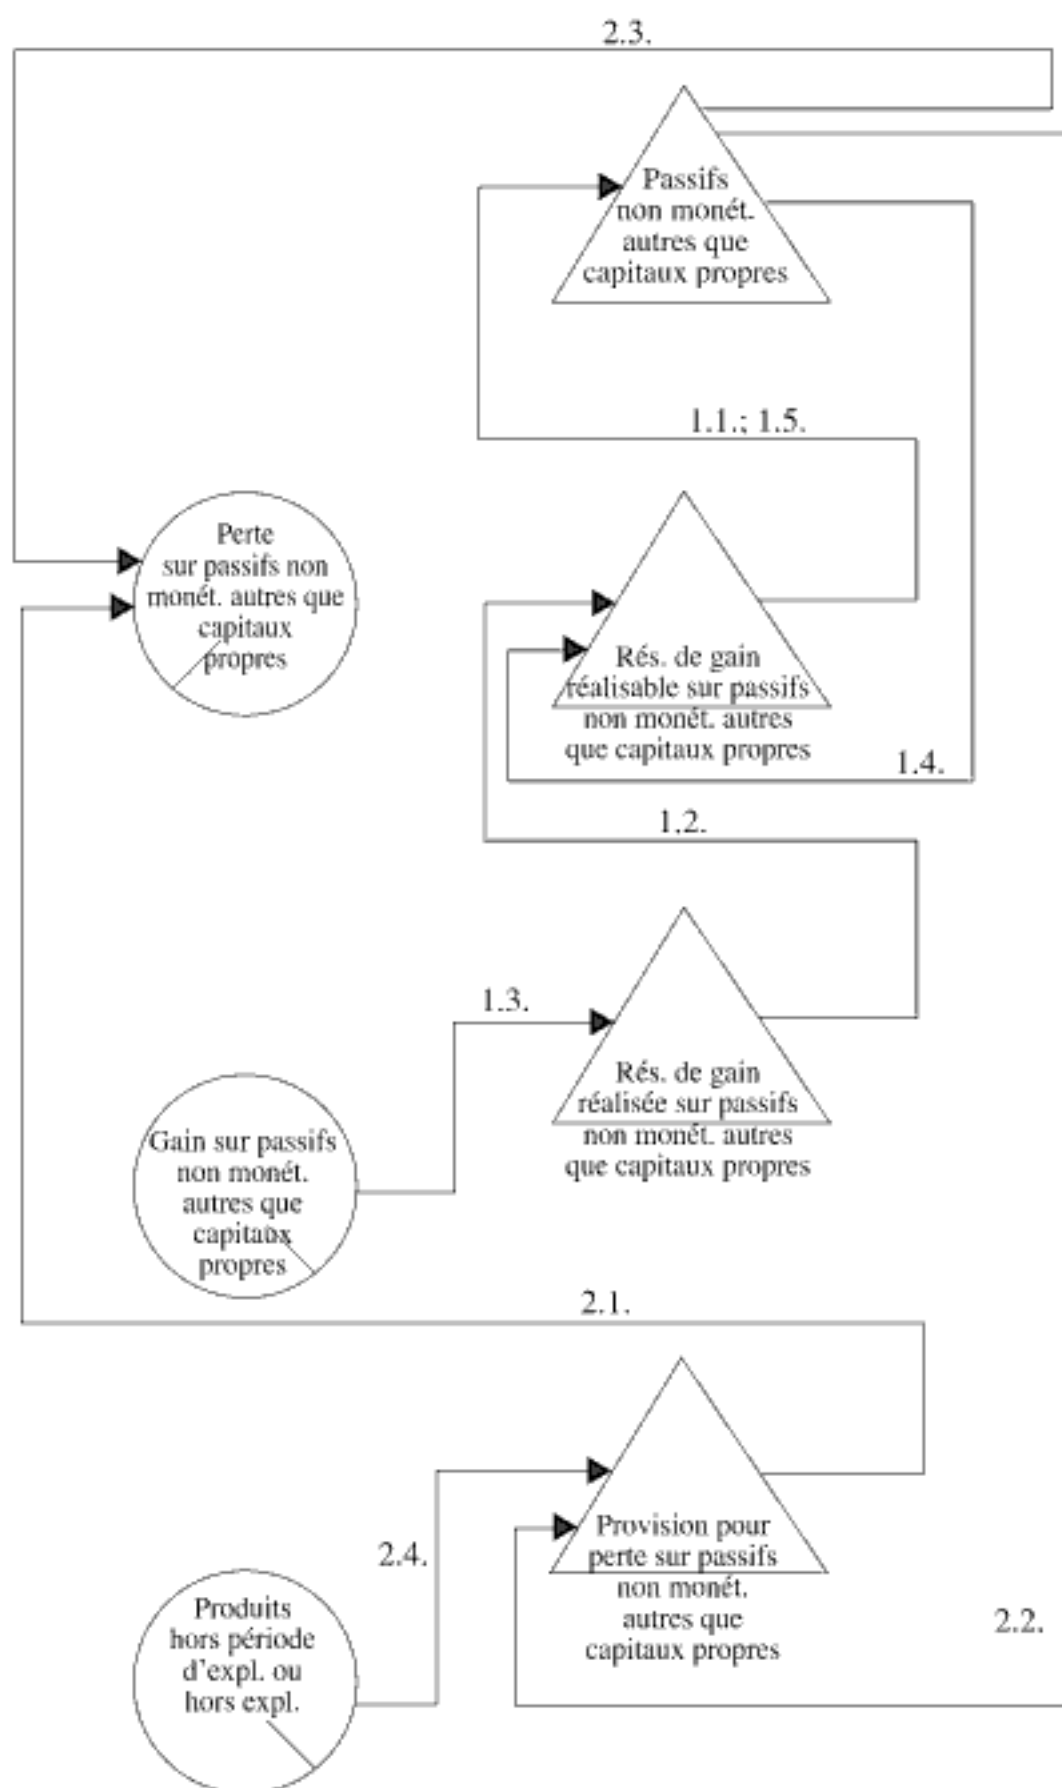 2.3.
Passifs
non monét.
autres que
capitaux propres
1.1.; 1.5.
Perte
sur passifs non
monét. autres que
capitaux
propres
Rés. de gain
réalisable sur passifs
non monét. autres
que capitaux propres
1.4.
1.2.
1.3.
Rés. de gain
réalisée sur passifs
non monét. autres
que capitaux propres
Gain sur passifs
non monét.
autres que
capitaux
propres
2.1.
Provision pour
perte sur passifs
non monét.
autres que
capitaux propres
2.4.
2.2.
Produits
hors période
d'expl. ou
hors expl.